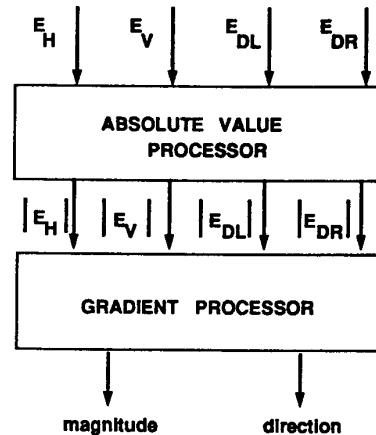 E_H E_V E_DL E_DR
ABSOLUTE VALUE
PROCESSOR
|E_H| |E_V| |E_DL| |E_DR|
GRADIENT PROCESSOR
magnitude direction